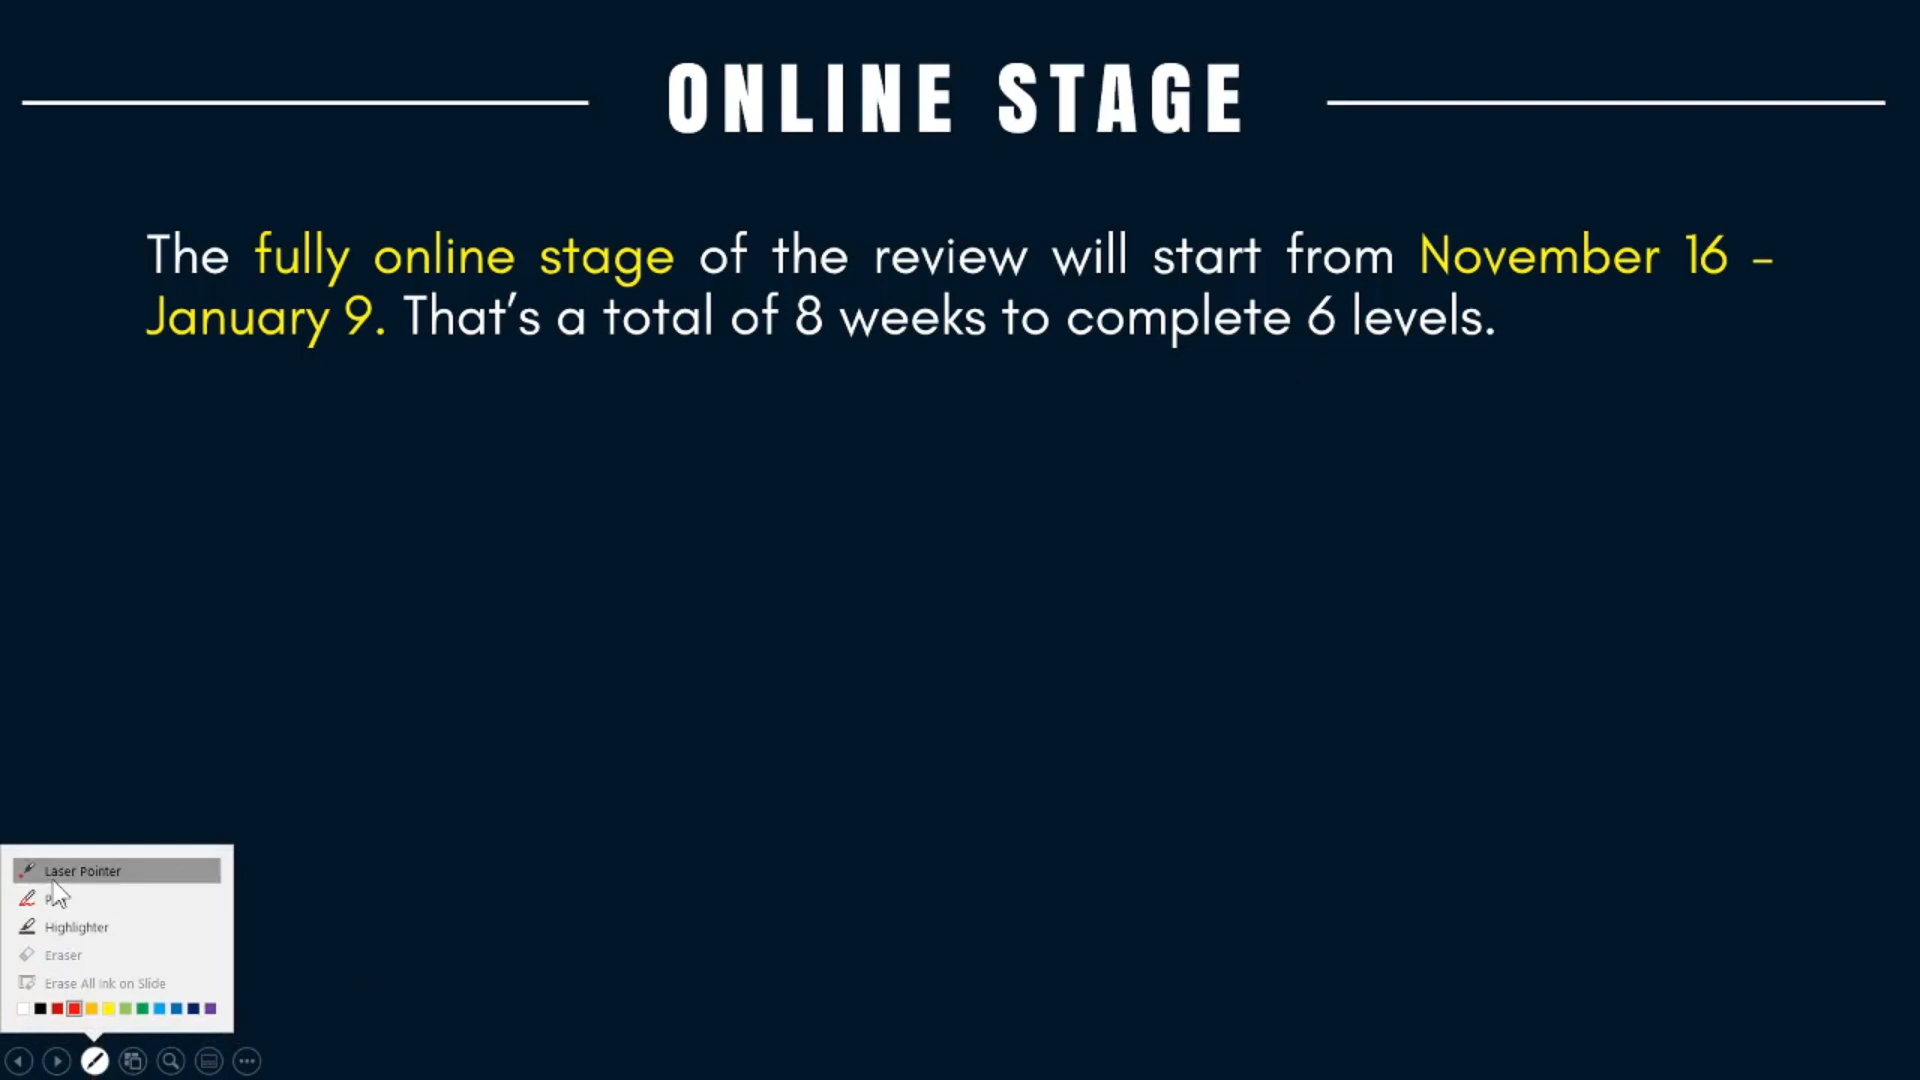 ONLINE STAGE
The fully online stage of the review will start from November 16 –
January 9. That's a total of 8 weeks to complete 6 levels.
Laser Pointer
Highlighter
Eraser
Erase All Ink on Slide